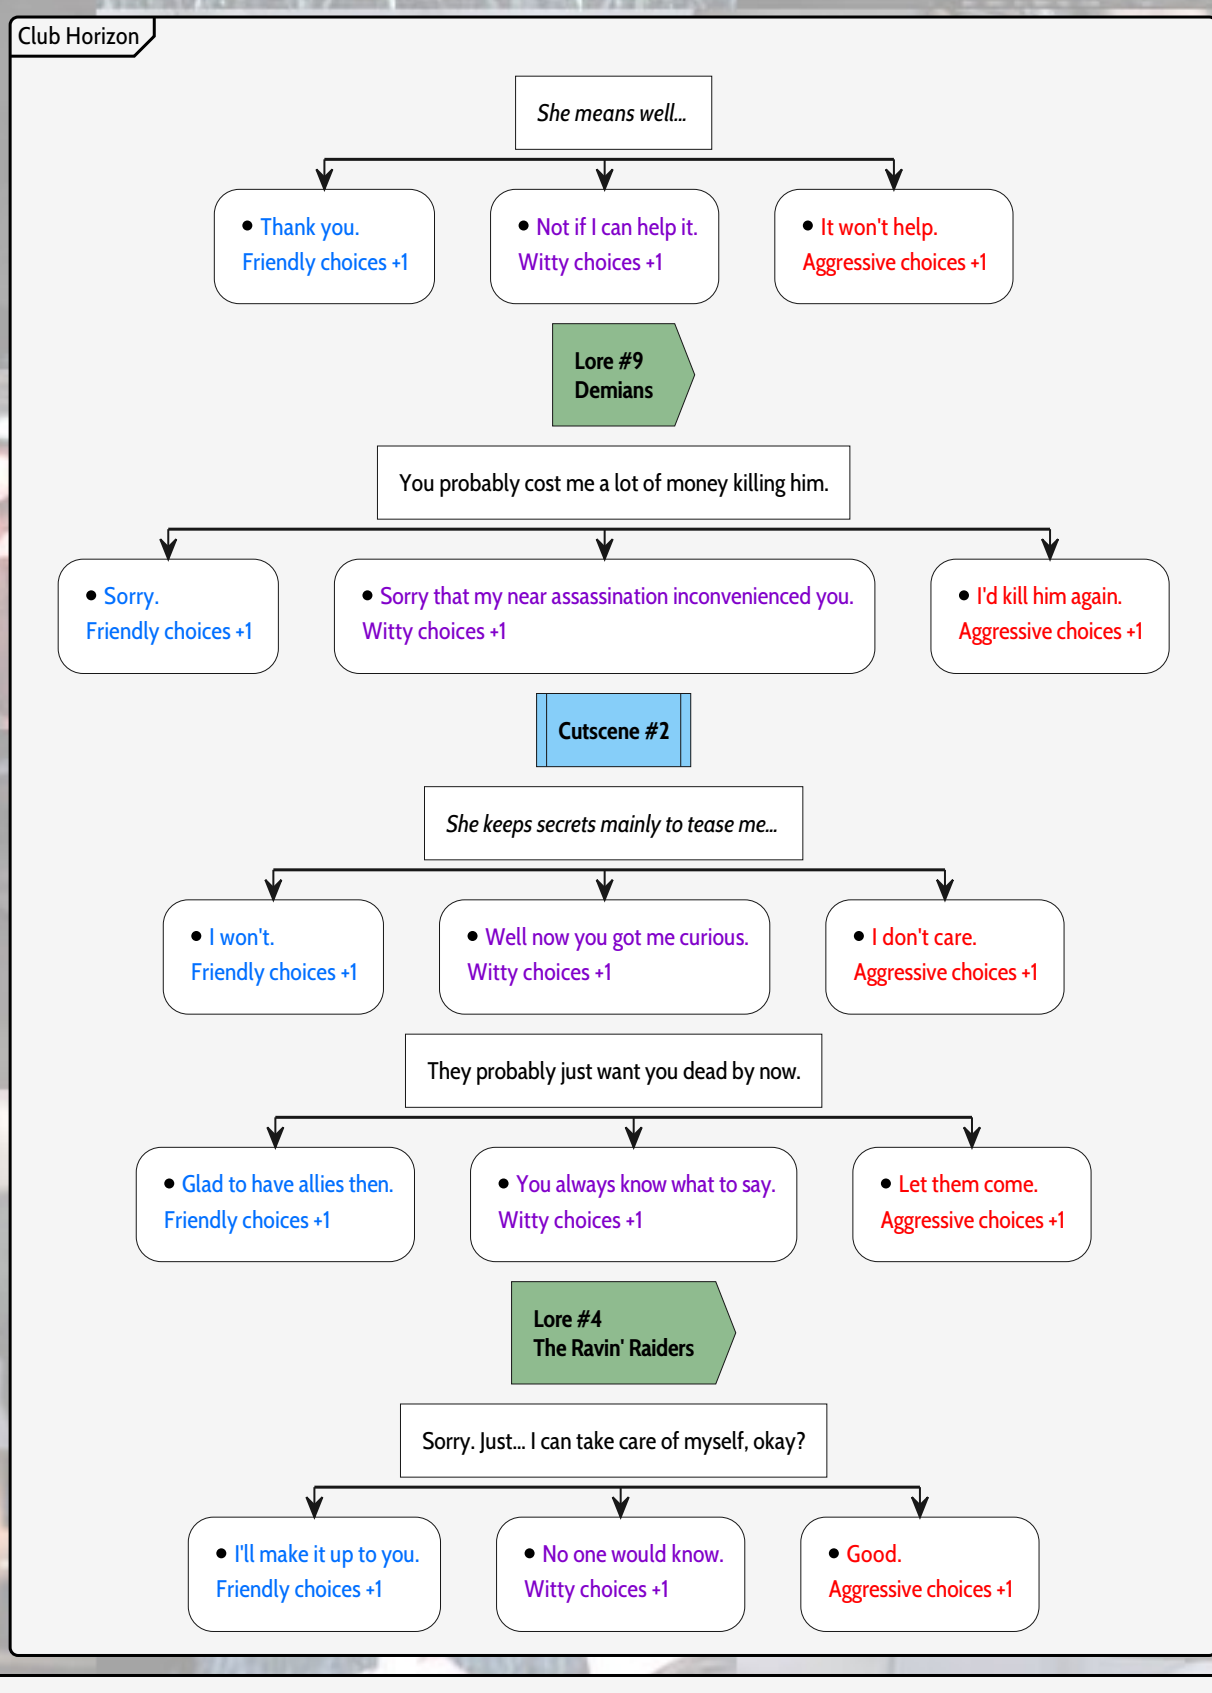 Club Horizon
She means well...
• Thank you.
Friendly choices +1
• Not if I can help it.
Witty choices +1
• It won't help.
Aggressive choices +1
Lore #9
Demians
You probably cost me a lot of money killing him.
• Sorry.
Friendly choices +1
• Sorry that my near assassination inconvenienced you.
Witty choices +1
• I'd kill him again.
Aggressive choices +1
Cutscene #2
She keeps secrets mainly to tease me...
• I won't.
Friendly choices +1
• Well now you got me curious.
Witty choices +1
• I don't care.
Aggressive choices +1
They probably just want you dead by now.
• Glad to have allies then.
Friendly choices +1
• You always know what to say.
Witty choices +1
• Let them come.
Aggressive choices +1
Lore #4
The Ravin' Raiders
Sorry. Just... I can take care of myself, okay?
• I'll make it up to you.
Friendly choices +1
• No one would know.
Witty choices +1
• Good.
Aggressive choices +1